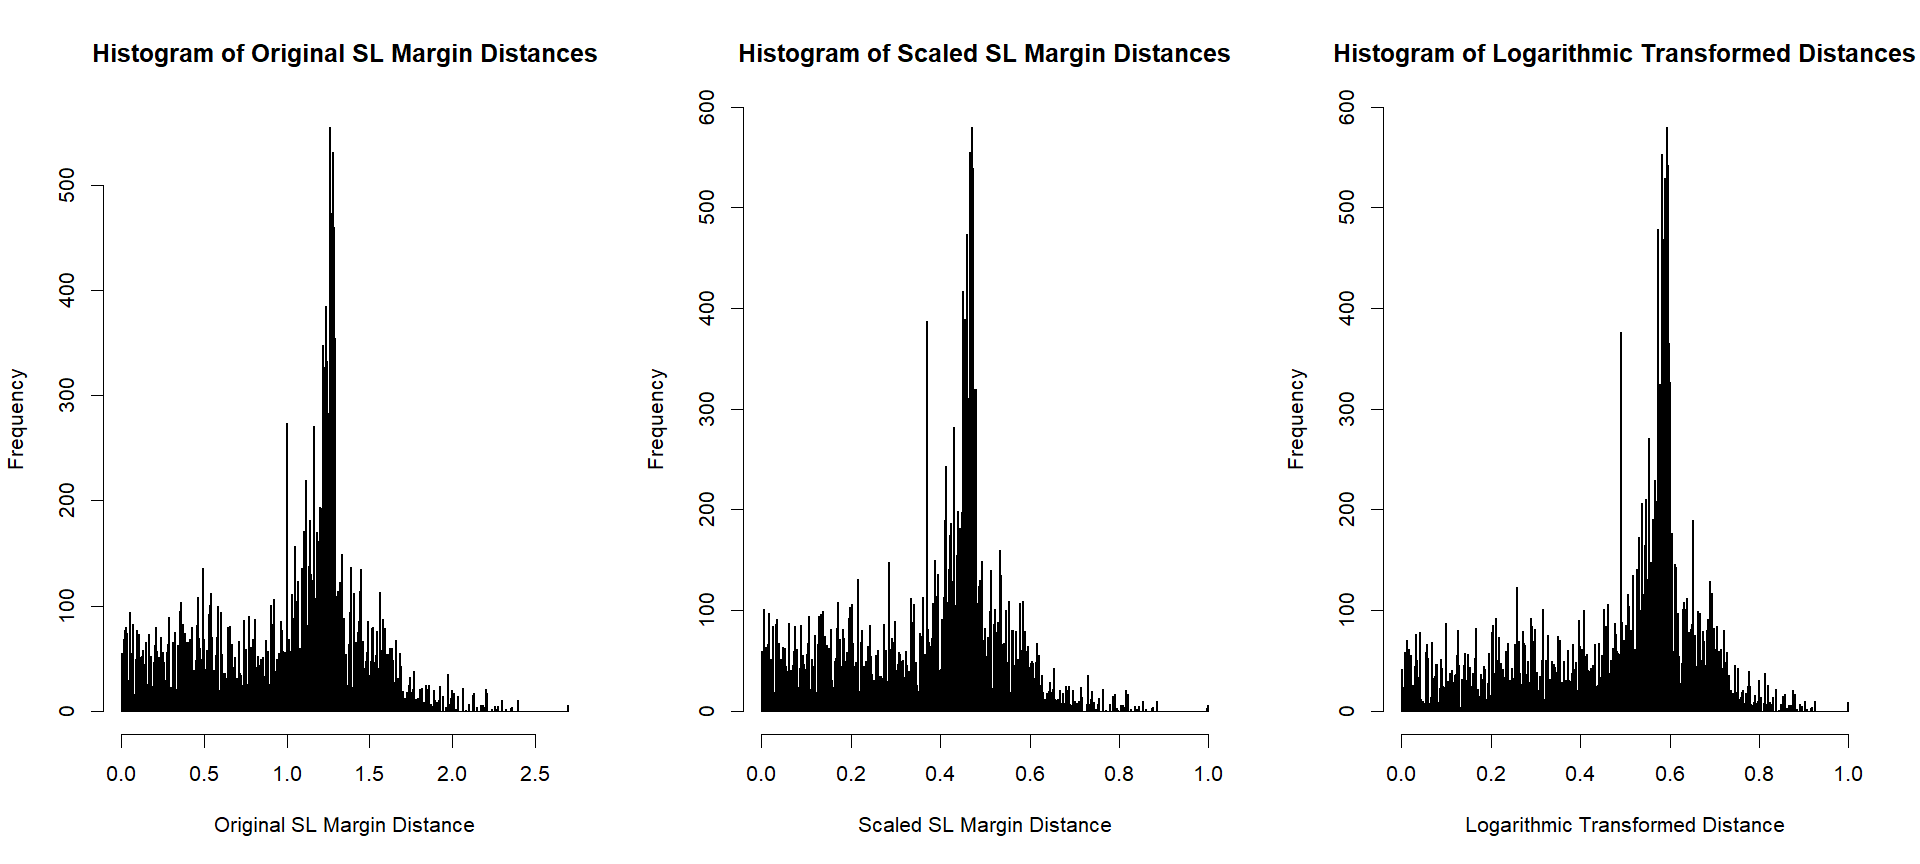 Histogram of Original SL Margin Distances
Frequency
500
400
300
200
100
0
0.0 0.5 1.0 1.5 2.0 2.5
Original SL Margin Distance
Histogram of Scaled SL Margin Distances
Frequency
600
500
400
300
200
100
0
0.0 0.2 0.4 0.6 0.8 1.0
Scaled SL Margin Distance
Histogram of Logarithmic Transformed Distances
Frequency
600
500
400
300
200
100
0
0.0 0.2 0.4 0.6 0.8 1.0
Logarithmic Transformed Distance